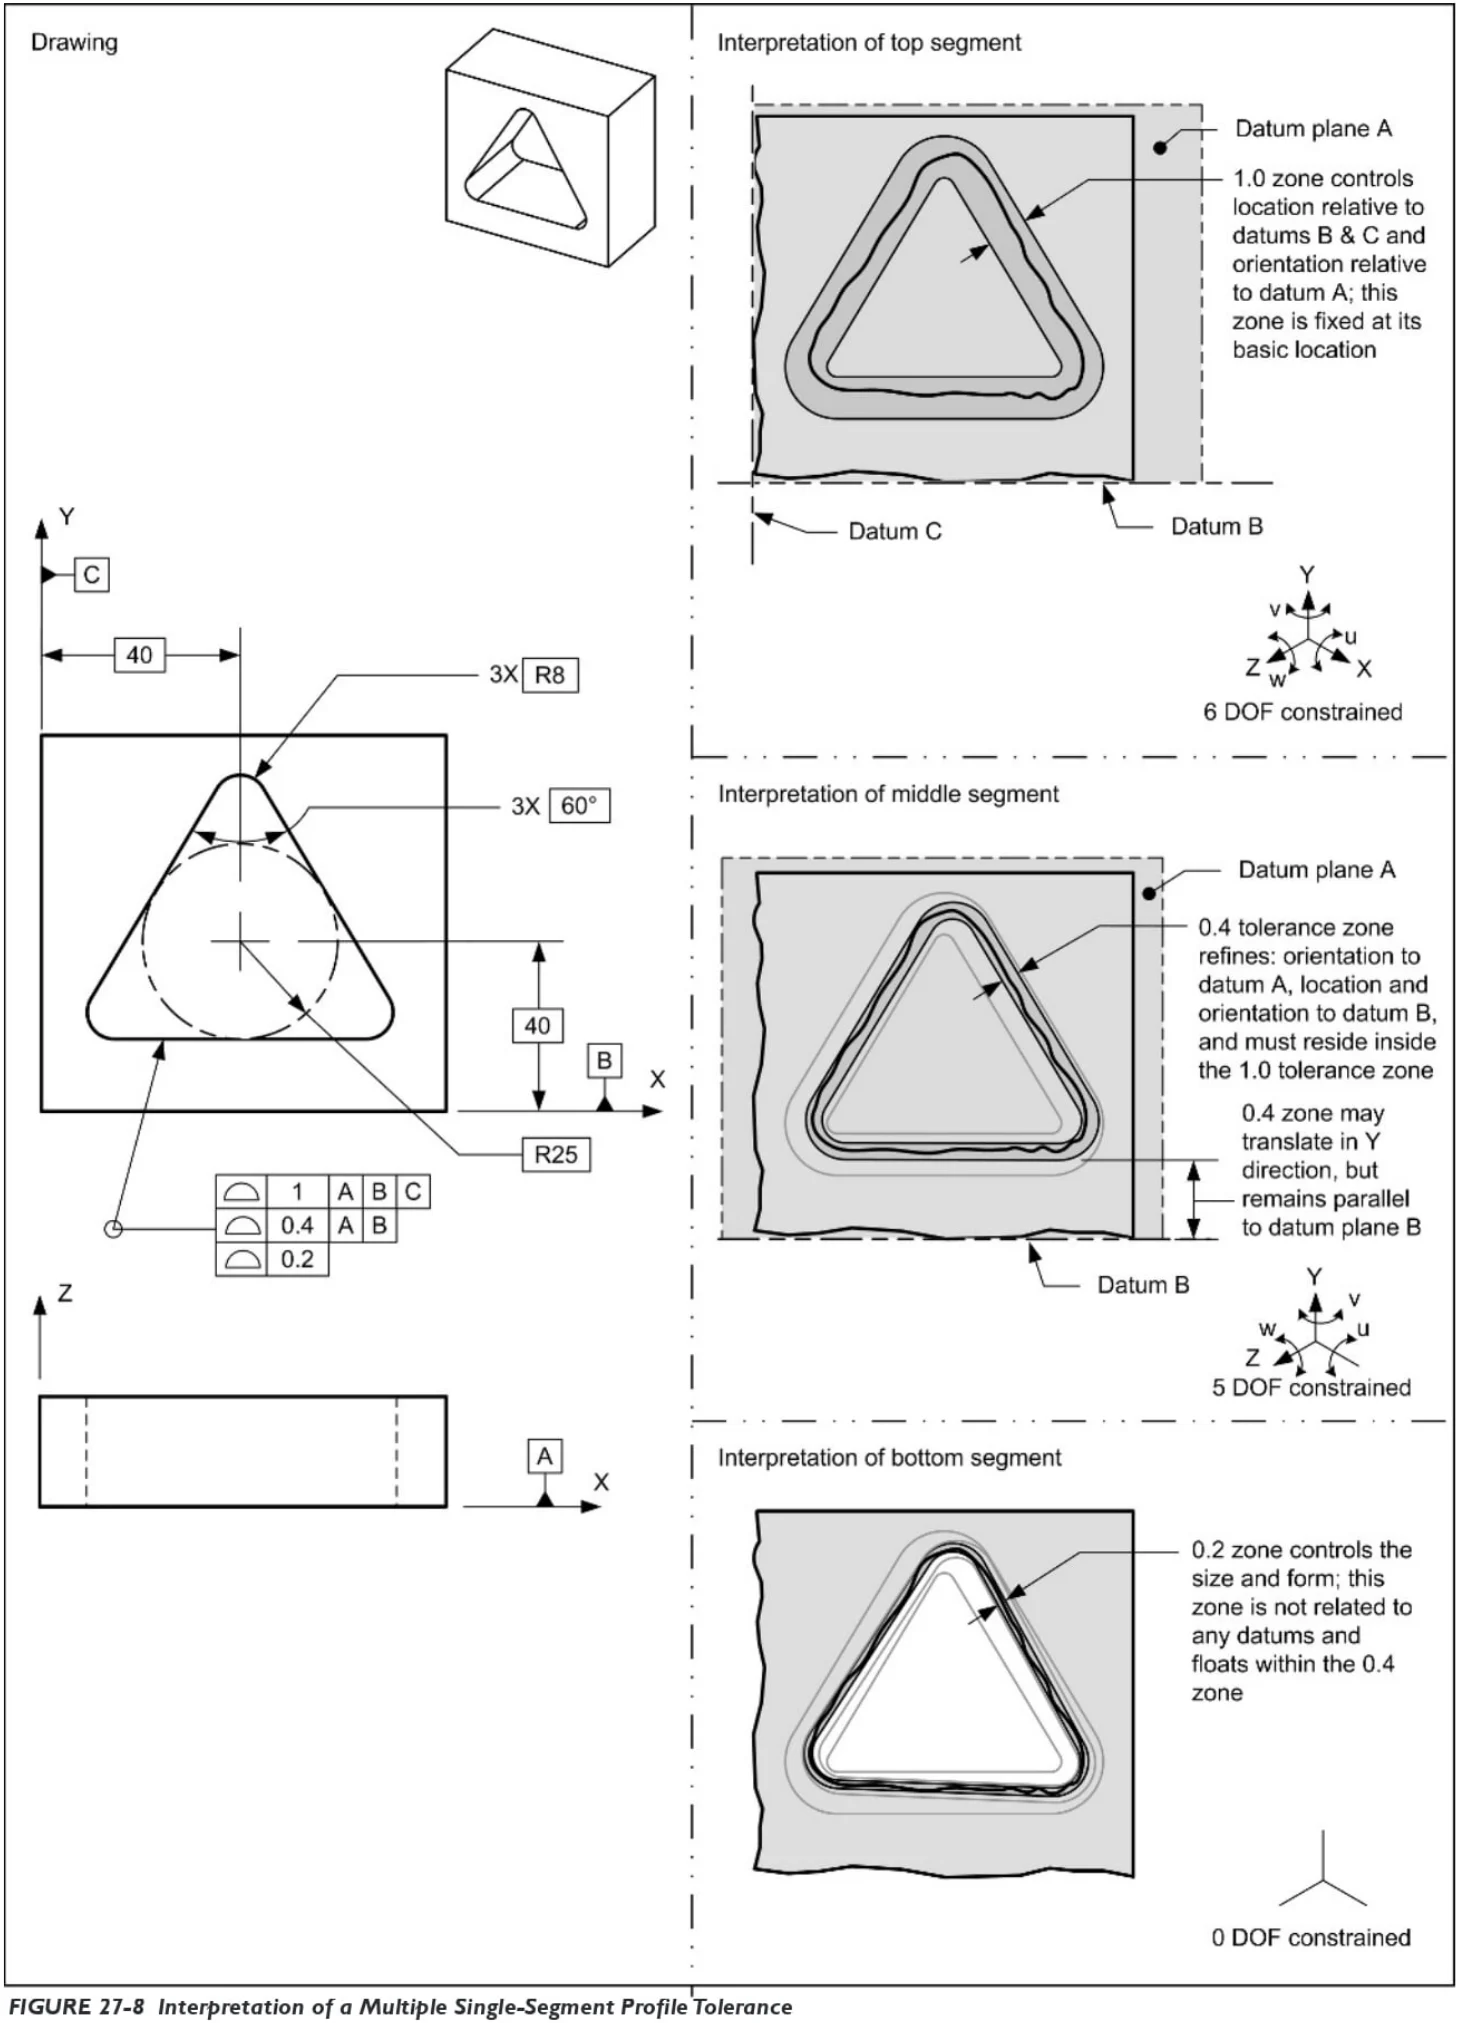 Drawing
Y
C
40
3X R8
3X 60°
40
B
X
R25
1 A B C
0.4 A B
0.2
Z
A
X
Interpretation of top segment
Datum plane A
1.0 zone controls
location relative to
datums B & C and
orientation relative
to datum A; this
zone is fixed at its
basic location
Datum C
Datum B
Y
v
u
Z
w
X
6 DOF constrained
Interpretation of middle segment
Datum plane A
0.4 tolerance zone
refines: orientation to
datum A, location and
orientation to datum B,
and must reside inside
the 1.0 tolerance zone
0.4 zone may
translate in Y
direction, but
remains parallel
to datum plane B
Datum B
Y
v
w
u
Z
5 DOF constrained
Interpretation of bottom segment
0.2 zone controls the
size and form; this
zone is not related to
any datums and
floats within the 0.4
zone
0 DOF constrained
FIGURE 27-8 Interpretation of a Multiple Single-Segment Profile Tolerance